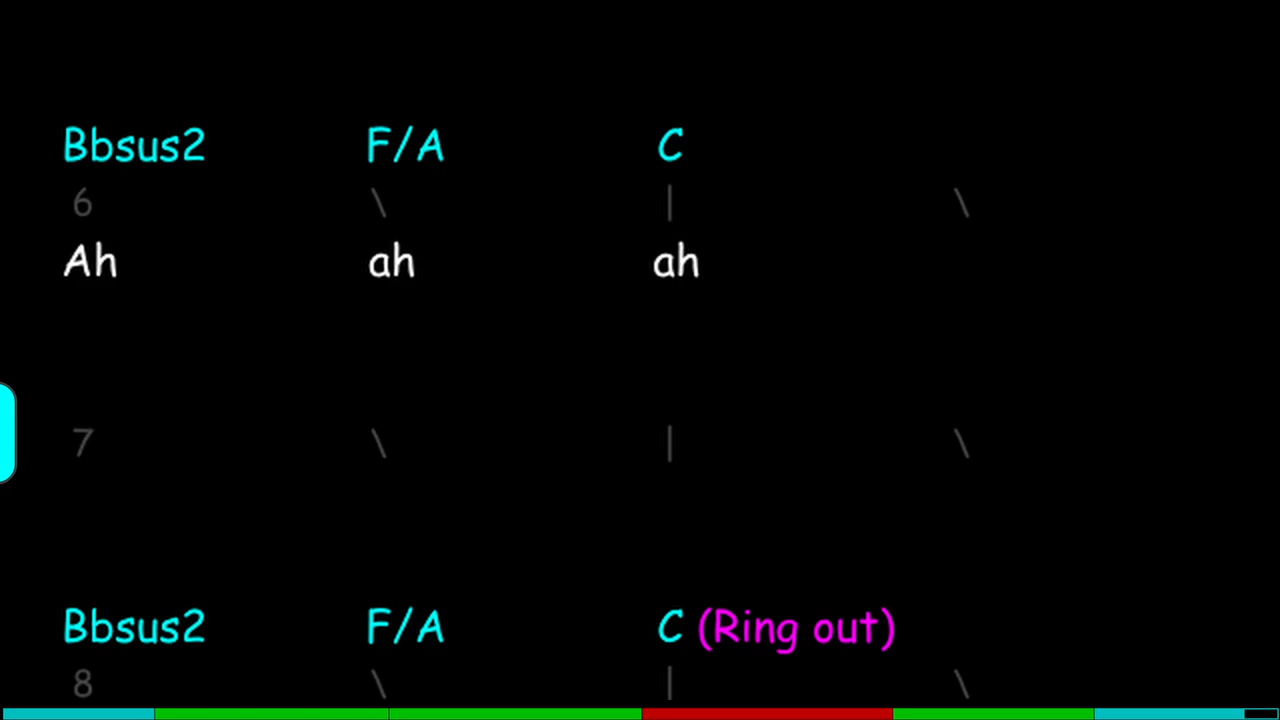 Bbsus2 F/A C
6 \ | \
Ah ah ah
7 \ | \
Bbsus2 F/A C (Ring out)
8 \ | \